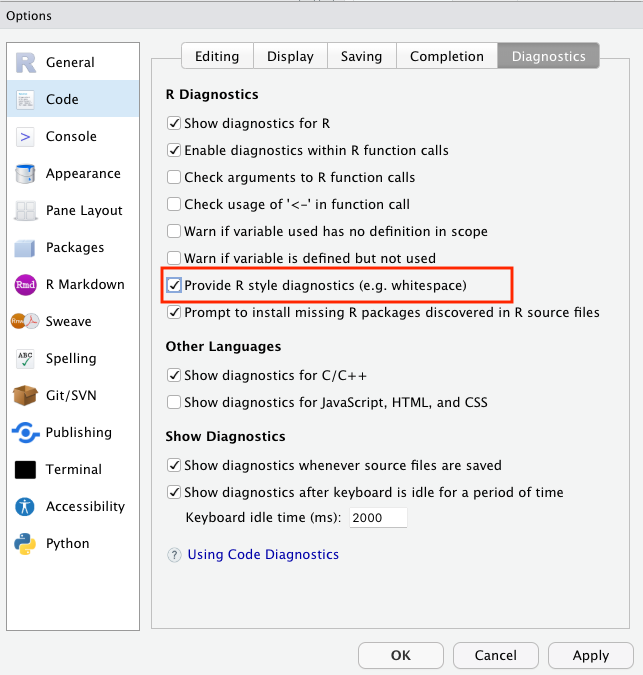 Options
General
Code
Console
Appearance
Pane Layout
Packages
R Markdown
Sweave
Spelling
Git/SVN
Publishing
Terminal
Accessibility
Python
R
>
Rmd
Rmd
ABC
Editing
Display
Saving
Completion
Diagnostics
R Diagnostics
Show diagnostics for R
Enable diagnostics within R function calls
Check arguments to R function calls
Check usage of '<-' in function call
Warn if variable used has no definition in scope
Warn if variable is defined but not used
Provide R style diagnostics (e.g. whitespace)
Prompt to install missing R packages discovered in R source files
Other Languages
Show diagnostics for C/C++
Show diagnostics for JavaScript, HTML, and CSS
Show Diagnostics
Show diagnostics whenever source files are saved
Show diagnostics after keyboard is idle for a period of time
Keyboard idle time (ms): 2000
? Using Code Diagnostics
OK
Cancel
Apply